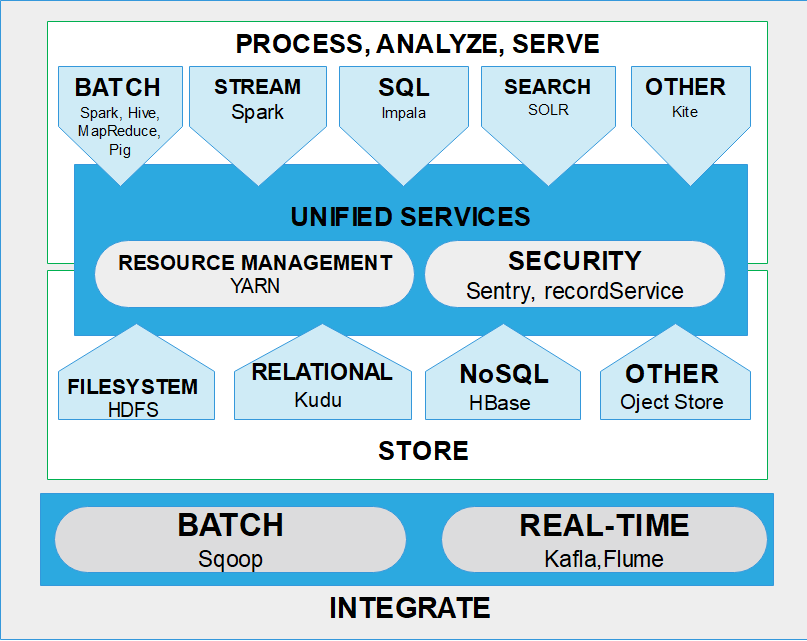 PROCESS, ANALYZE, SERVE
BATCH
Spark, Hive,
MapReduce,
Pig
STREAM
Spark
SQL
Impala
SEARCH
SOLR
OTHER
Kite
UNIFIED SERVICES
RESOURCE MANAGEMENT
YARN
SECURITY
Sentry, recordService
FILESYSTEM
HDFS
RELATIONAL
Kudu
NoSQL
HBase
OTHER
Oject Store
STORE
BATCH
Sqoop
REAL-TIME
Kafla,Flume
INTEGRATE